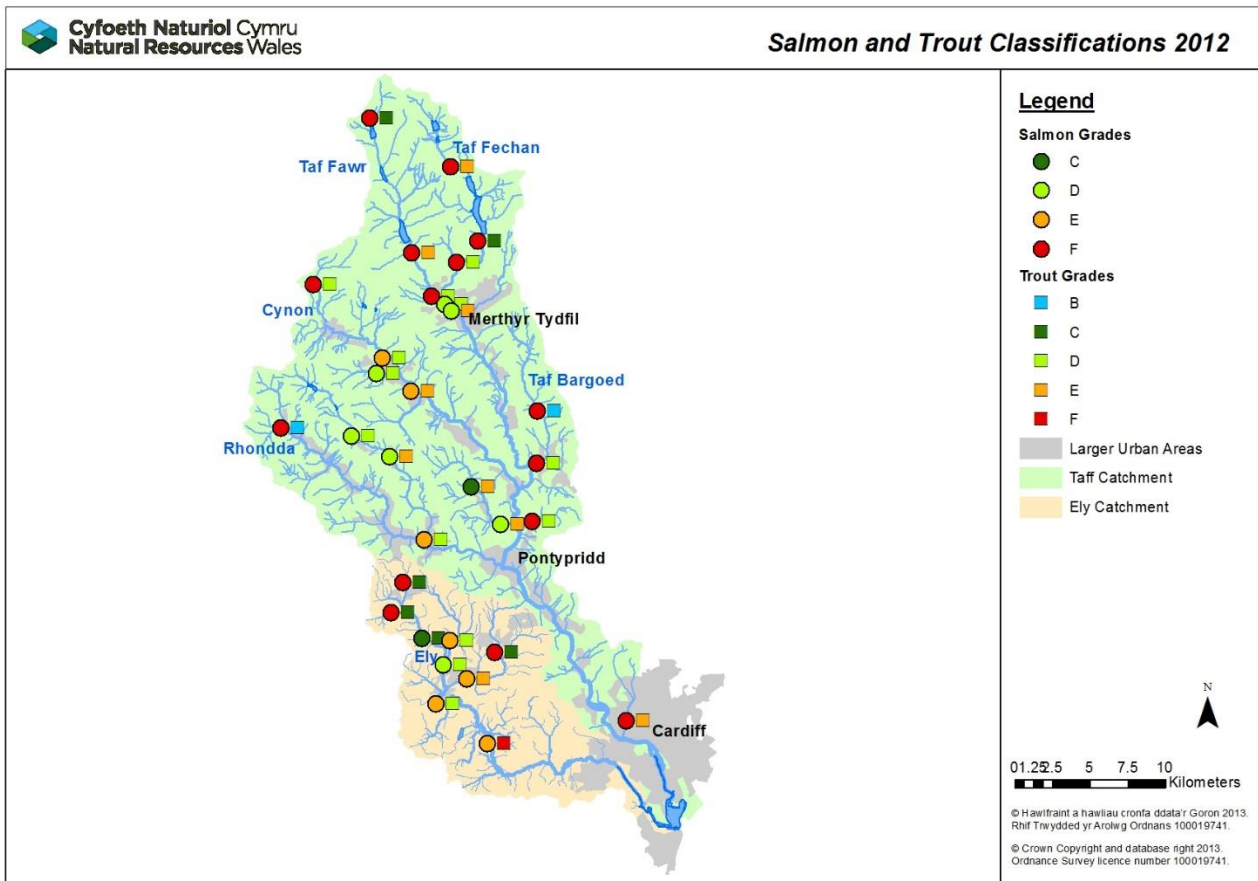 Cyfoeth Naturiol Cymru
Natural Resources Wales
Salmon and Trout Classifications 2012
Taf Fechan
Taf Fawr
Cynon
Merthyr Tydfil
Taf Bargoed
Rhondda
Pontypridd
Ely
Cardiff
Legend
Salmon Grades
C
D
E
F
Trout Grades
B
C
D
E
F
Larger Urban Areas
Taff Catchment
Ely Catchment
N
01.252.5 5 7.5 10
Kilometers
© Hawlfraint a hawliau cronfa ddata'r Goron 2013.
Rhif Trwydded yr Arolwg Ordnans 100019741.
© Crown Copyright and database right 2013.
Ordnance Survey licence number 100019741.